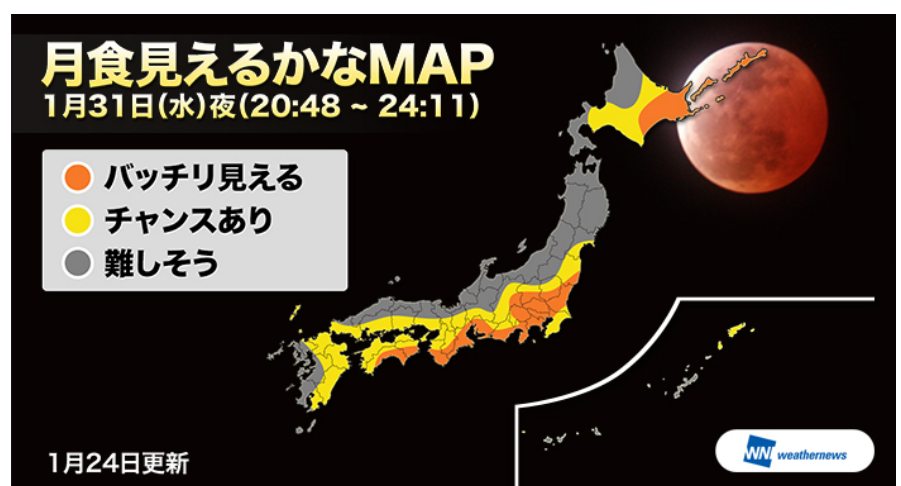 月食見えるかなMAP
1月31日(水)夜(20:48 ~ 24:11)
バッチリ見える
チャンスあり
難しそう
1月24日更新
WNI weathernews